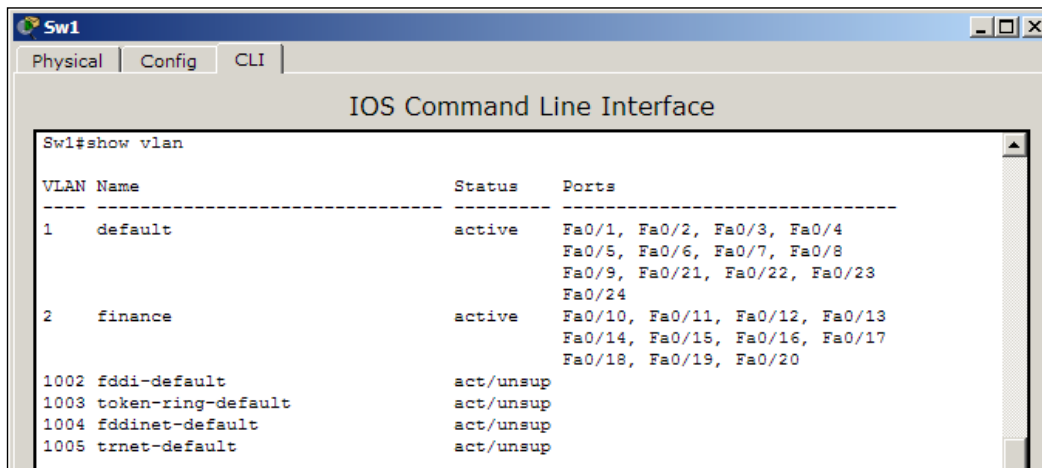 Sw1
Physical Config CLI
IOS Command Line Interface
Sw1#show vlan
VLAN Name Status Ports
---- -------------------------------- --------- -------------------------------
1 default active Fa0/1, Fa0/2, Fa0/3, Fa0/4
Fa0/5, Fa0/6, Fa0/7, Fa0/8
Fa0/9, Fa0/21, Fa0/22, Fa0/23
Fa0/24
2 finance active Fa0/10, Fa0/11, Fa0/12, Fa0/13
Fa0/14, Fa0/15, Fa0/16, Fa0/17
Fa0/18, Fa0/19, Fa0/20
1002 fddi-default act/unsup
1003 token-ring-default act/unsup
1004 fddinet-default act/unsup
1005 trnet-default act/unsup